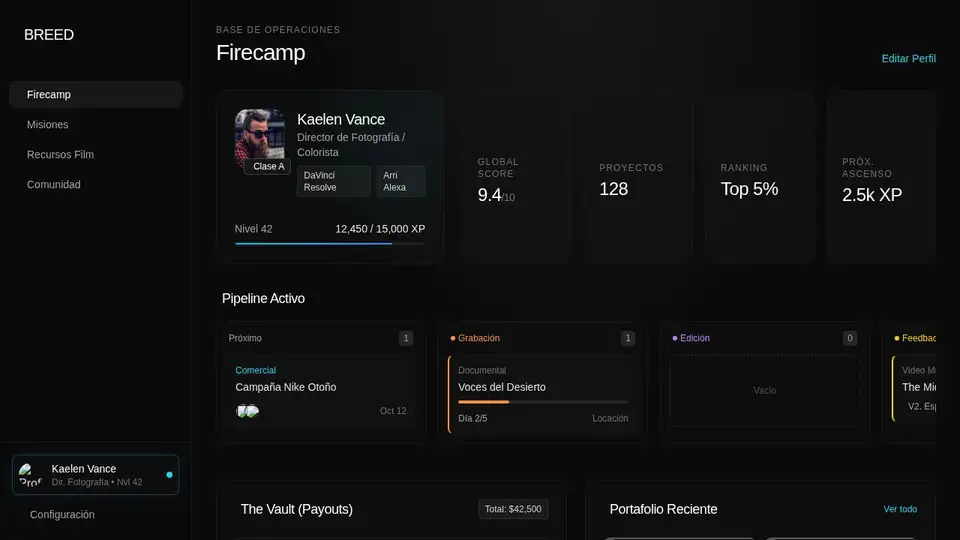 BREED
Firecamp
Misiones
Recursos Film
Comunidad
Kaelen Vance
Dir. Fotografía • Nvl 42
Configuración
BASE DE OPERACIONES
Firecamp
Editar Perfil
Kaelen Vance
Director de Fotografía /
Colorista
Clase A
DaVinci
Resolve
Arri
Alexa
Nivel 42
12,450 / 15,000 XP
GLOBAL
SCORE
9.4/10
PROYECTOS
128
RANKING
Top 5%
PRÓX.
ASCENSO
2.5k XP
Pipeline Activo
Próximo
1
Comercial
Campaña Nike Otoño
Oct 12
Grabación
1
Documental
Voces del Desierto
Día 2/5
Locación
Edición
0
Vacío
Feedbac
Video M
The Mi
V2. Esp
The Vault (Payouts)
Total: $42,500
Portafolio Reciente
Ver todo